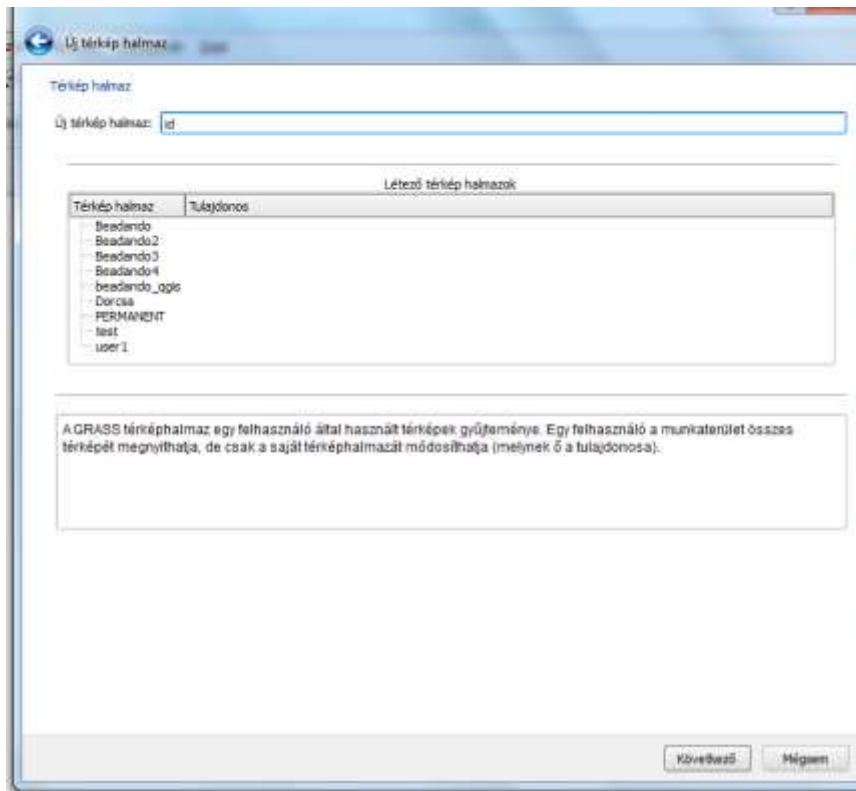 Új térkép halmaz
Térkép halmaz
Új térkép halmaz: id
Létező térkép halmazok
Térkép halmaz Tulajdonos
Beadando
Beadando2
Beadando3
Beadando4
beadando_qgis
Dorcsa
PERMANENT
test
user1
A GRASS térképhalmaz egy felhasználó által használt térképek gyűjteménye. Egy felhasználó a munkaterület összes
térképét megnyithatja, de csak a saját térképhalmazát módosíthatja (melynek ő a tulajdonosa).
Következő Mégsem